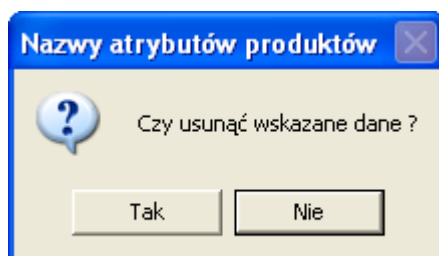 Nazwy atrybutów produktów
Czy usunąć wskazane dane ?
Tak
Nie